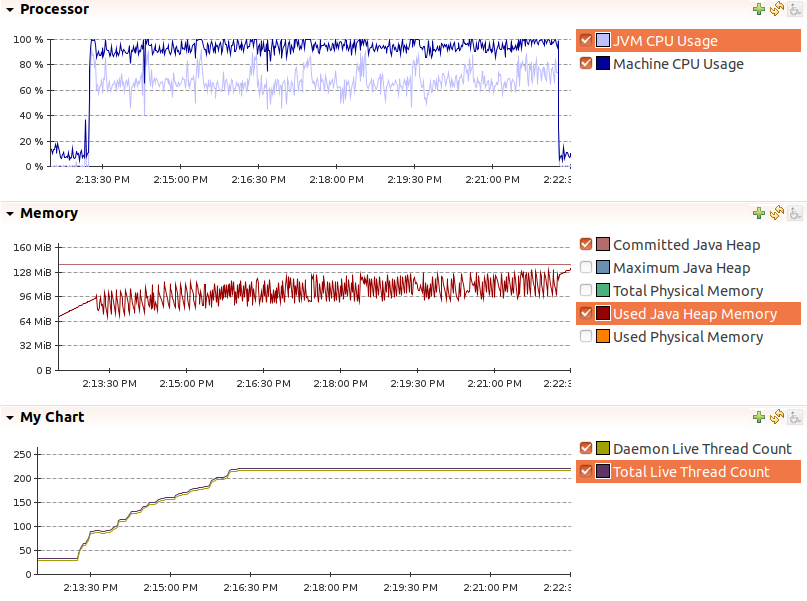 Processor
100 %
80 %
60 %
40 %
20 %
0 %
2:13:30 PM 2:15:00 PM 2:16:30 PM 2:18:00 PM 2:19:30 PM 2:21:00 PM 2:22:3
JVM CPU Usage
Machine CPU Usage
Memory
160 MiB
128 MiB
96 MiB
64 MiB
32 MiB
0 B
2:13:30 PM 2:15:00 PM 2:16:30 PM 2:18:00 PM 2:19:30 PM 2:21:00 PM 2:22:3
Committed Java Heap
Maximum Java Heap
Total Physical Memory
Used Java Heap Memory
Used Physical Memory
My Chart
250
200
150
100
50
0
2:13:30 PM 2:15:00 PM 2:16:30 PM 2:18:00 PM 2:19:30 PM 2:21:00 PM 2:22:3
Daemon Live Thread Count
Total Live Thread Count